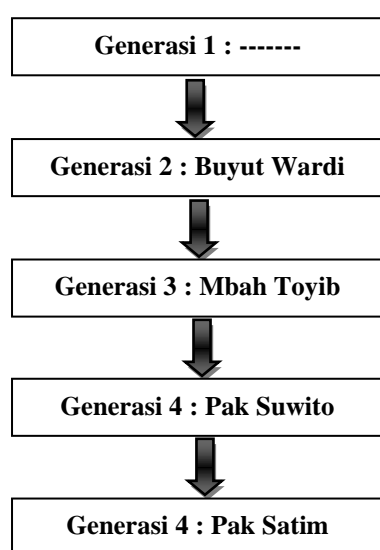 Generasi 1 : -------
Generasi 2 : Buyut Wardi
Generasi 3 : Mbah Toyib
Generasi 4 : Pak Suwito
Generasi 4 : Pak Satim